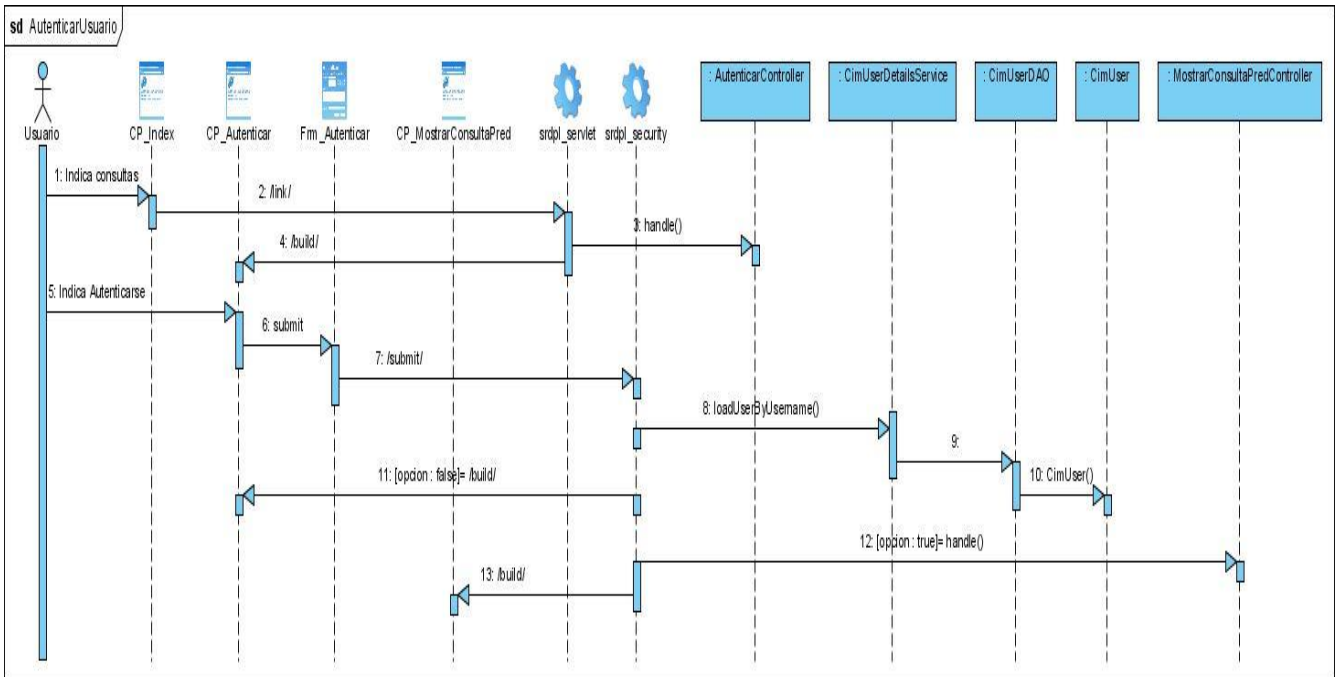 sd AutenticarUsuario
Usuario
CP_Index
CP_Autenticar
Frm_Autenticar
CP_MostrarConsultaPred
srdpl_servlet
srdpl_security
: AutenticarController
: CimUserDetailsService
: CimUserDAO
: CimUser
: MostrarConsultaPredController
1: Indica consultas
2: /link/
3: handle()
4: /build/
5: Indica Autenticarse
6: submit
7: /submit/
8: loadUserByUsername()
9:
10: CimUser()
11: [opcion : false]= /build/
12: [opcion : true]= handle()
13: /build/